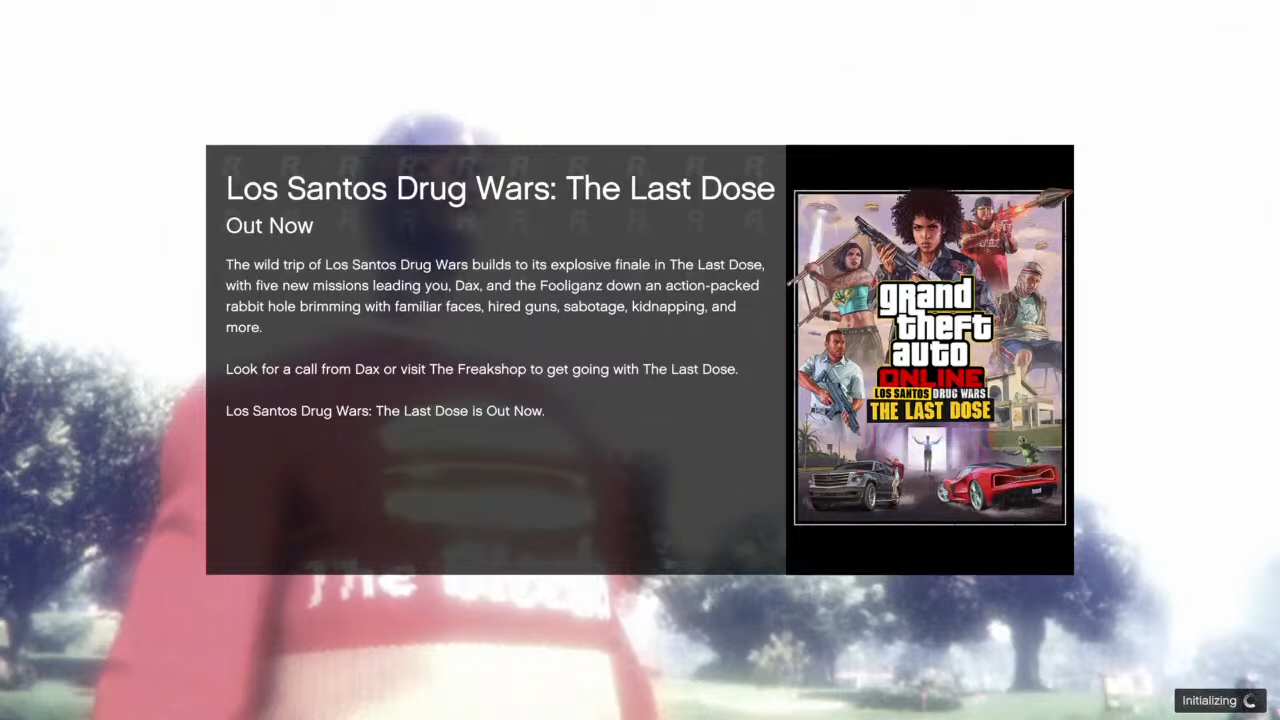 Los Santos Drug Wars: The Last Dose
Out Now
The wild trip of Los Santos Drug Wars builds to its explosive finale in The Last Dose,
with five new missions leading you, Dax, and the Fooliganz down an action-packed
rabbit hole brimming with familiar faces, hired guns, sabotage, kidnapping, and
more.
Look for a call from Dax or visit The Freakshop to get going with The Last Dose.
Los Santos Drug Wars: The Last Dose is Out Now.
grand
theft
auto
ONLINE
LOS SANTOS DRUG WARS
THE LAST DOSE
The
Initializing